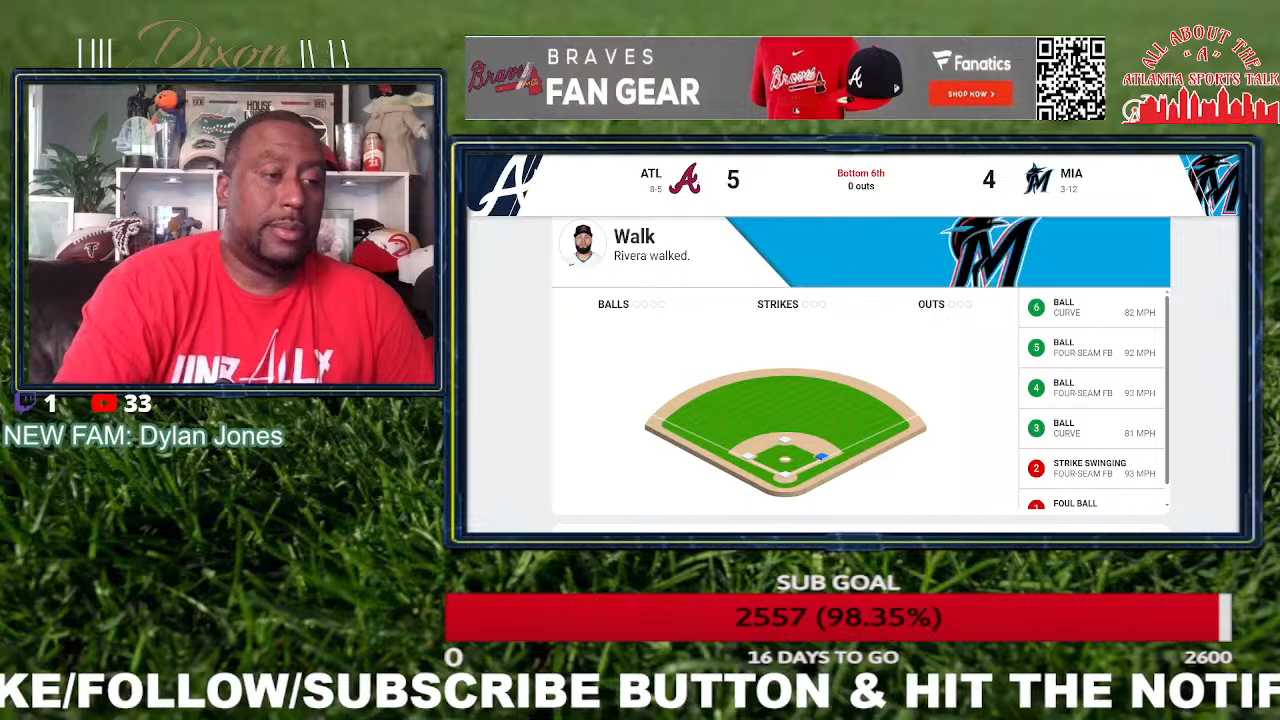 Dixon
BRAVES
FAN GEAR
Braves
Fanatics
SHOP NOW >
ALL ABOUT THE
"A"
ATLANTA SPORTS TALK
ATL
8-5
5
Bottom 6th
0 outs
4
MIA
3-12
Walk
Rivera walked.
BALLS
STRIKES
OUTS
6
BALL
CURVE
82 MPH
5
BALL
FOUR-SEAM FB
92 MPH
4
BALL
FOUR-SEAM FB
93 MPH
3
BALL
CURVE
81 MPH
2
STRIKE SWINGING
FOUR-SEAM FB
93 MPH
1
FOUL BALL
1
33
NEW FAM: Dylan Jones
SUB GOAL
2557 (98.35%)
0
16 DAYS TO GO
2600
KE/FOLLOW/SUBSCRIBE BUTTON & HIT THE NOTIF